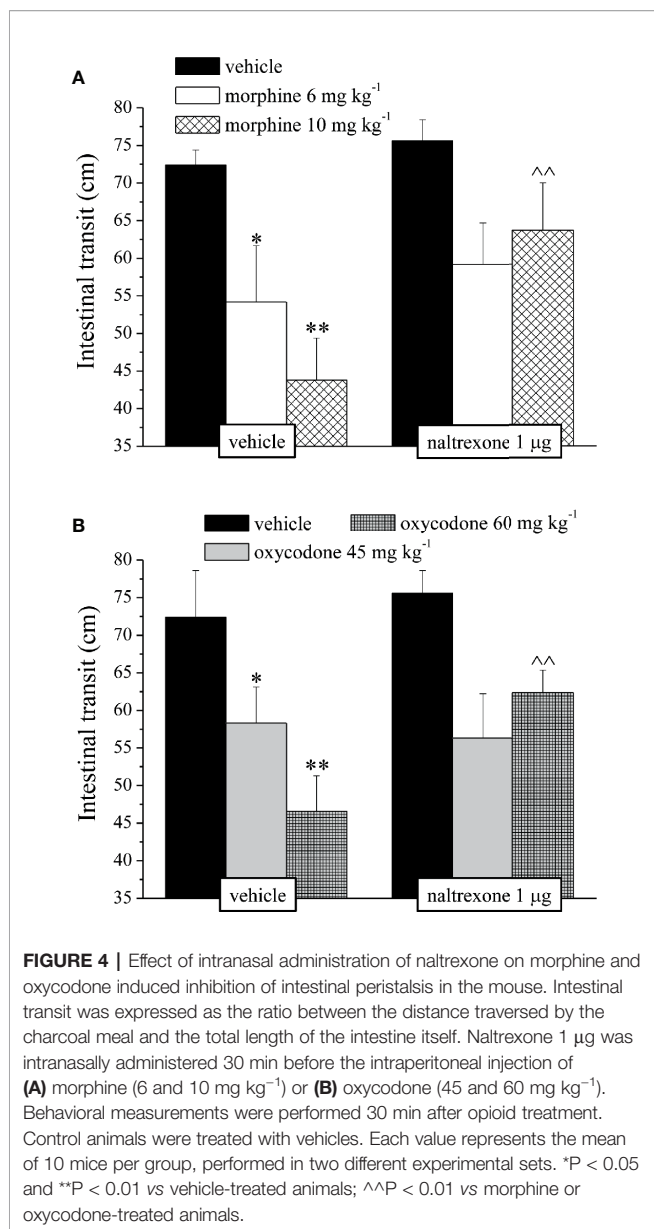 A
vehicle
morphine 6 mg kg⁻¹
morphine 10 mg kg⁻¹
80
75
70
65
60
55
50
45
40
35
Intestinal transit (cm)
*
**
^^
vehicle
naltrexone 1 µg
B
vehicle
oxycodone 60 mg kg⁻¹
oxycodone 45 mg kg⁻¹
80
75
70
65
60
55
50
45
40
35
Intestinal transit (cm)
*
**
^^
vehicle
naltrexone 1 µg
FIGURE 4 | Effect of intranasal administration of naltrexone on morphine and
oxycodone induced inhibition of intestinal peristalsis in the mouse. Intestinal
transit was expressed as the ratio between the distance traversed by the
charcoal meal and the total length of the intestine itself. Naltrexone 1 µg was
intranasally administered 30 min before the intraperitoneal injection of
(A) morphine (6 and 10 mg kg⁻¹) or (B) oxycodone (45 and 60 mg kg⁻¹).
Behavioral measurements were performed 30 min after opioid treatment.
Control animals were treated with vehicles. Each value represents the mean
of 10 mice per group, performed in two different experimental sets. *P < 0.05
and **P < 0.01 vs vehicle-treated animals; ^^P < 0.01 vs morphine or
oxycodone-treated animals.